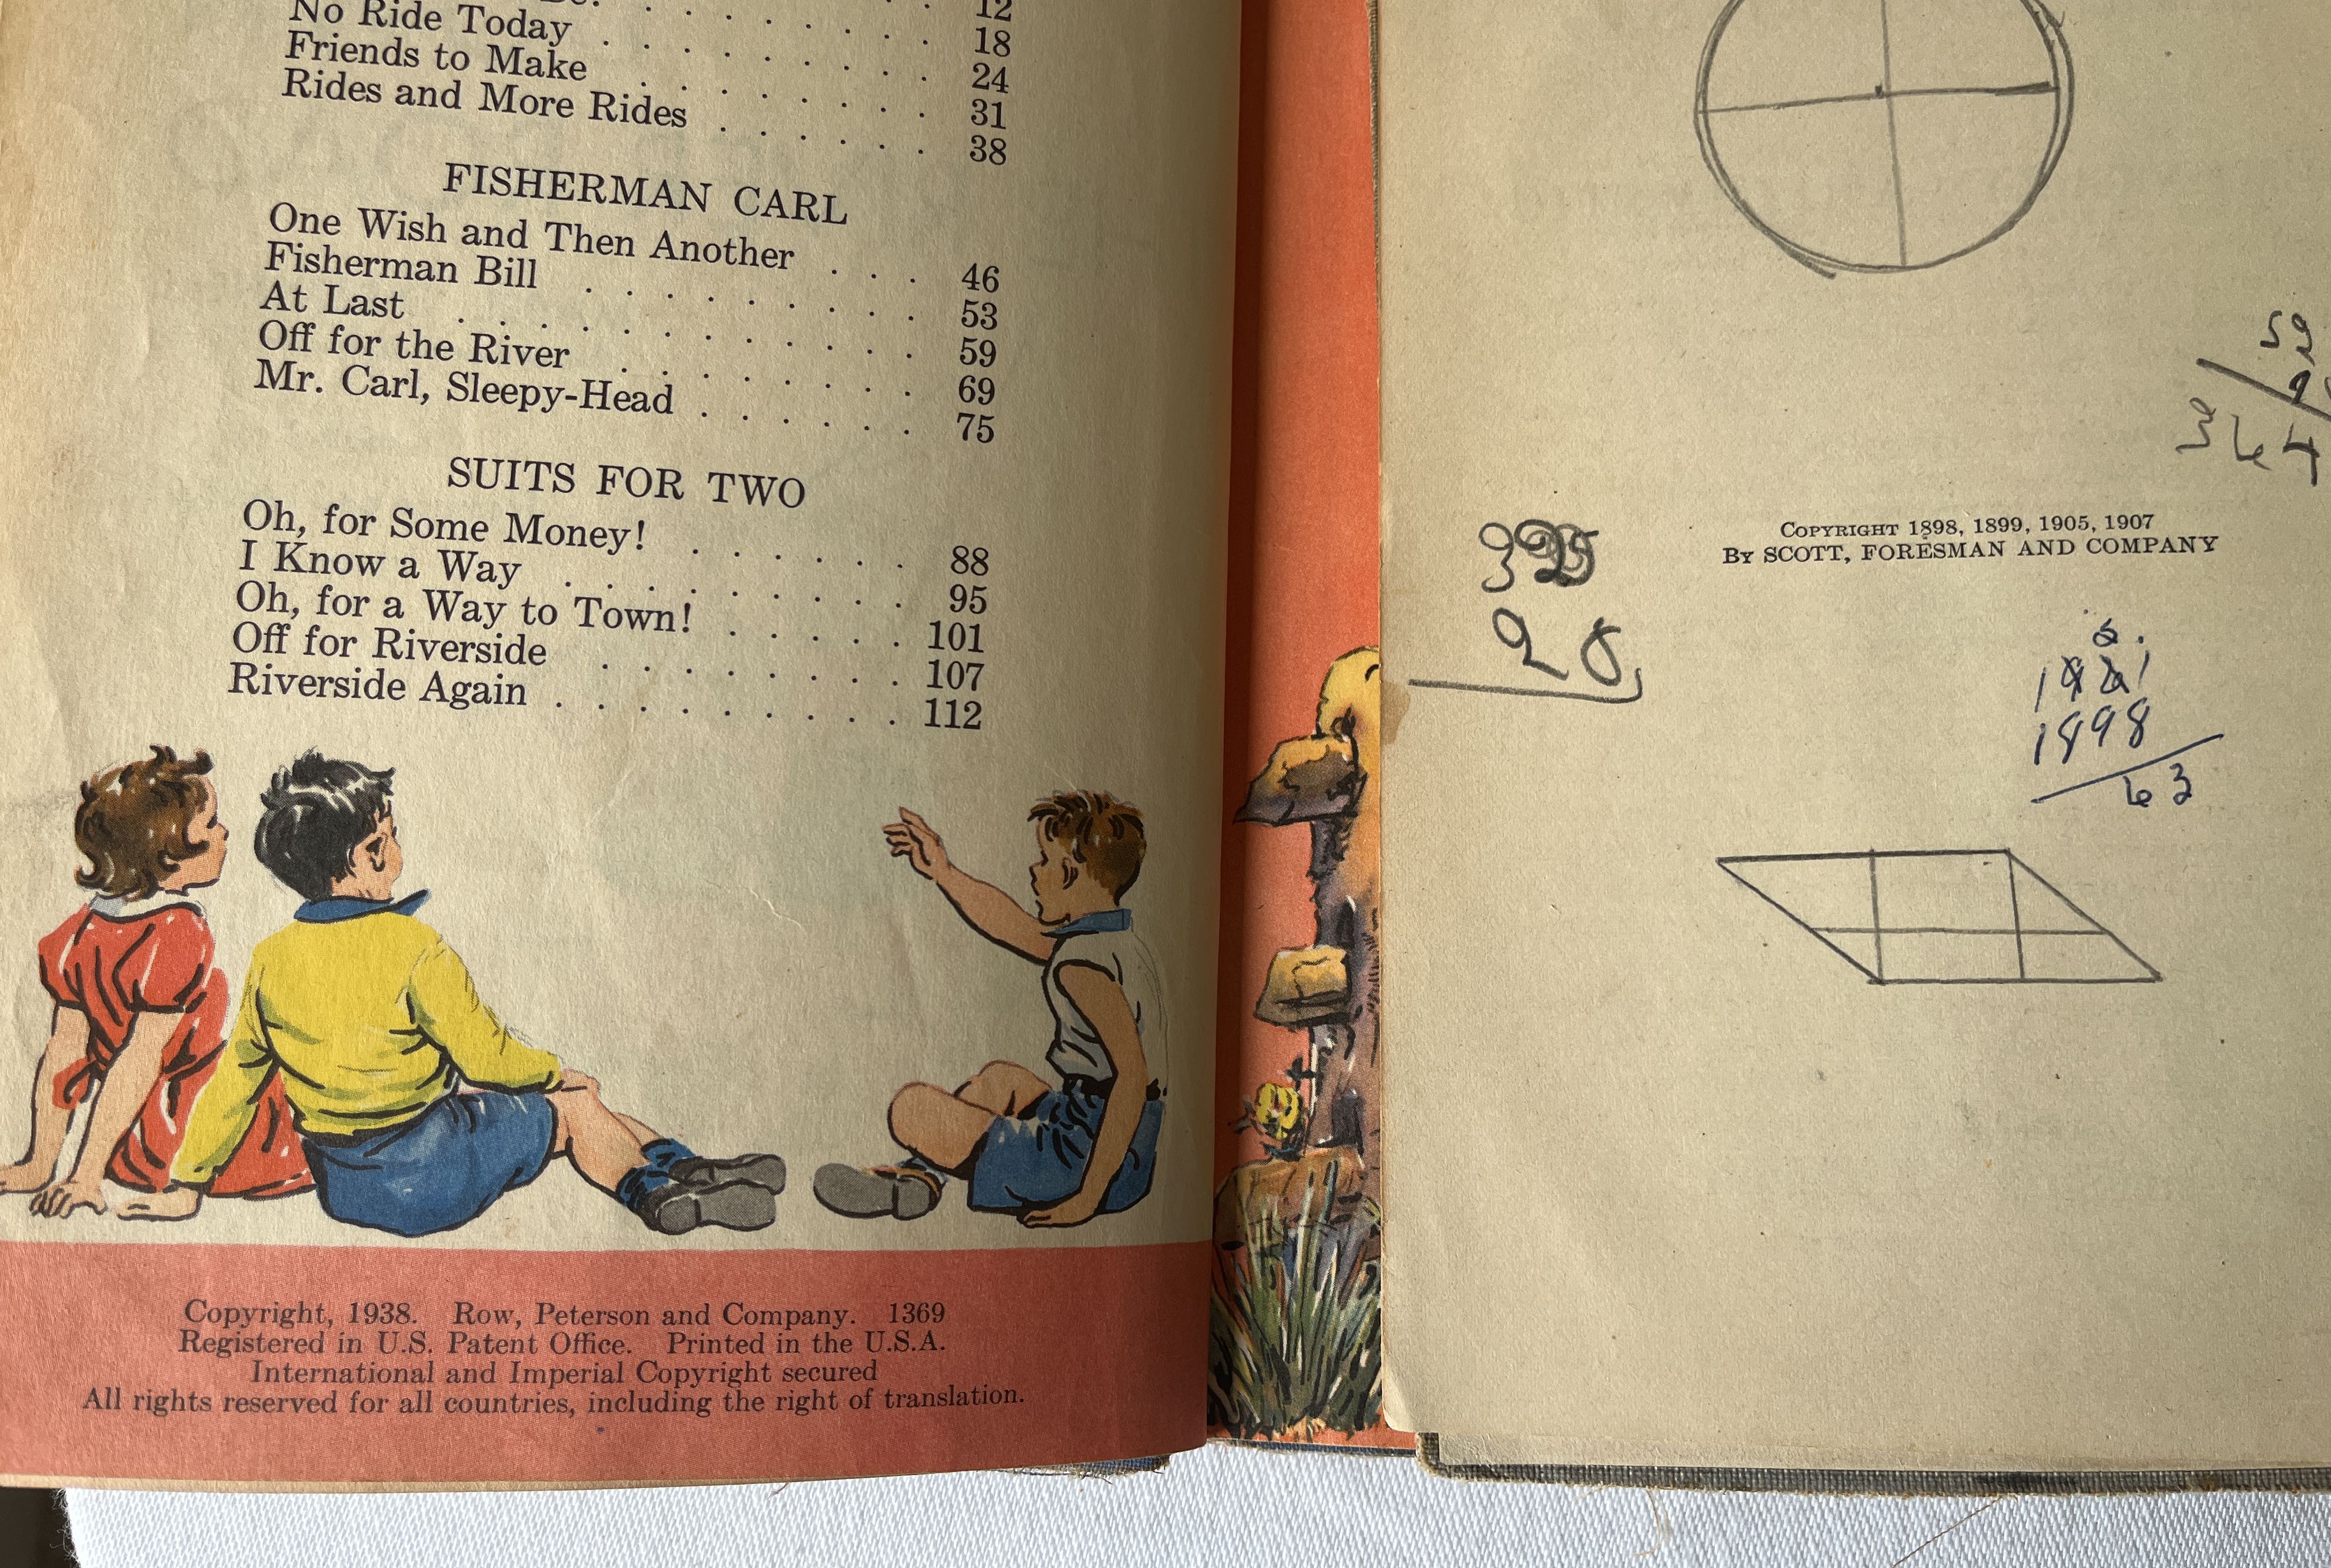 12
18
No Ride Today . . . . . . . . 24
Friends to Make . . . . . . . . 31
Rides and More Rides . . . . . . 38
FISHERMAN CARL
One Wish and Then Another . . . 46
Fisherman Bill . . . . . . . . . 53
At Last . . . . . . . . . . . . 59
Off for the River . . . . . . . . 69
Mr. Carl, Sleepy-Head . . . . . . 75
SUITS FOR TWO
Oh, for Some Money! . . . . . . 88
I Know a Way . . . . . . . . . 95
Oh, for a Way to Town! . . . . . 101
Off for Riverside . . . . . . . . 107
Riverside Again . . . . . . . . . 112
Copyright, 1938. Row, Peterson and Company. 1369
Registered in U.S. Patent Office. Printed in the U.S.A.
International and Imperial Copyright secured
All rights reserved for all countries, including the right of translation.
364
COPYRIGHT 1898, 1899, 1905, 1907
BY SCOTT, FORESMAN AND COMPANY
1898
63